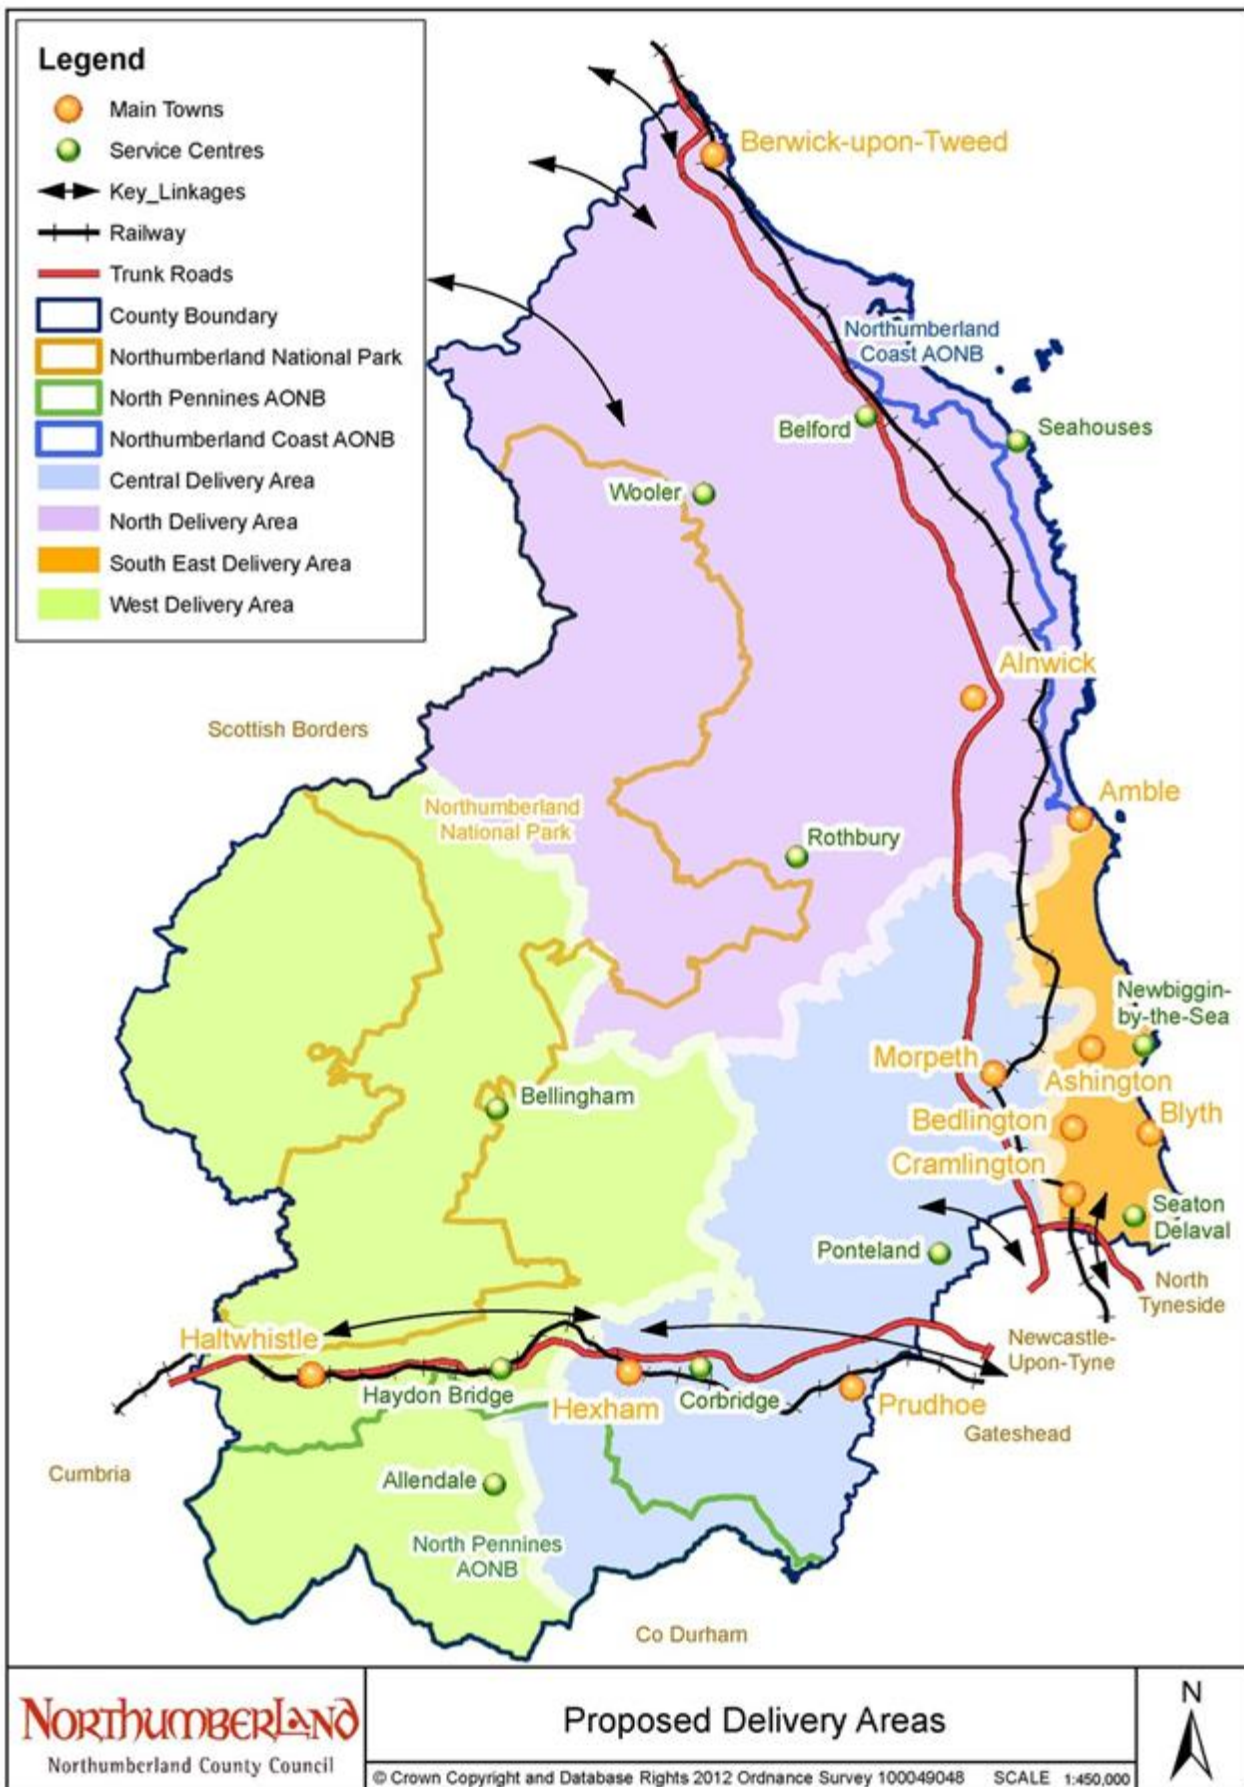 Legend
Main Towns
Service Centres
Key_Linkages
Railway
Trunk Roads
County Boundary
Northumberland National Park
North Pennines AONB
Northumberland Coast AONB
Central Delivery Area
North Delivery Area
South East Delivery Area
West Delivery Area
Berwick-upon-Tweed
Northumberland
Coast AONB
Belford
Seahouses
Wooler
Alnwick
Scottish Borders
Northumberland
National Park
Amble
Rothbury
Newbiggin-
by-the-Sea
Morpeth
Ashington
Bellingham
Bedlington
Blyth
Cramlington
Seaton
Delaval
Ponteland
North
Tyneside
Haltwhistle
Newcastle-
Upon-Tyne
Haydon Bridge
Hexham
Corbridge
Prudhoe
Gateshead
Cumbria
Allendale
North Pennines
AONB
Co Durham
NORTHUMBERLAND
Northumberland County Council
Proposed Delivery Areas
N
© Crown Copyright and Database Rights 2012 Ordnance Survey 100049048 SCALE 1:450,000